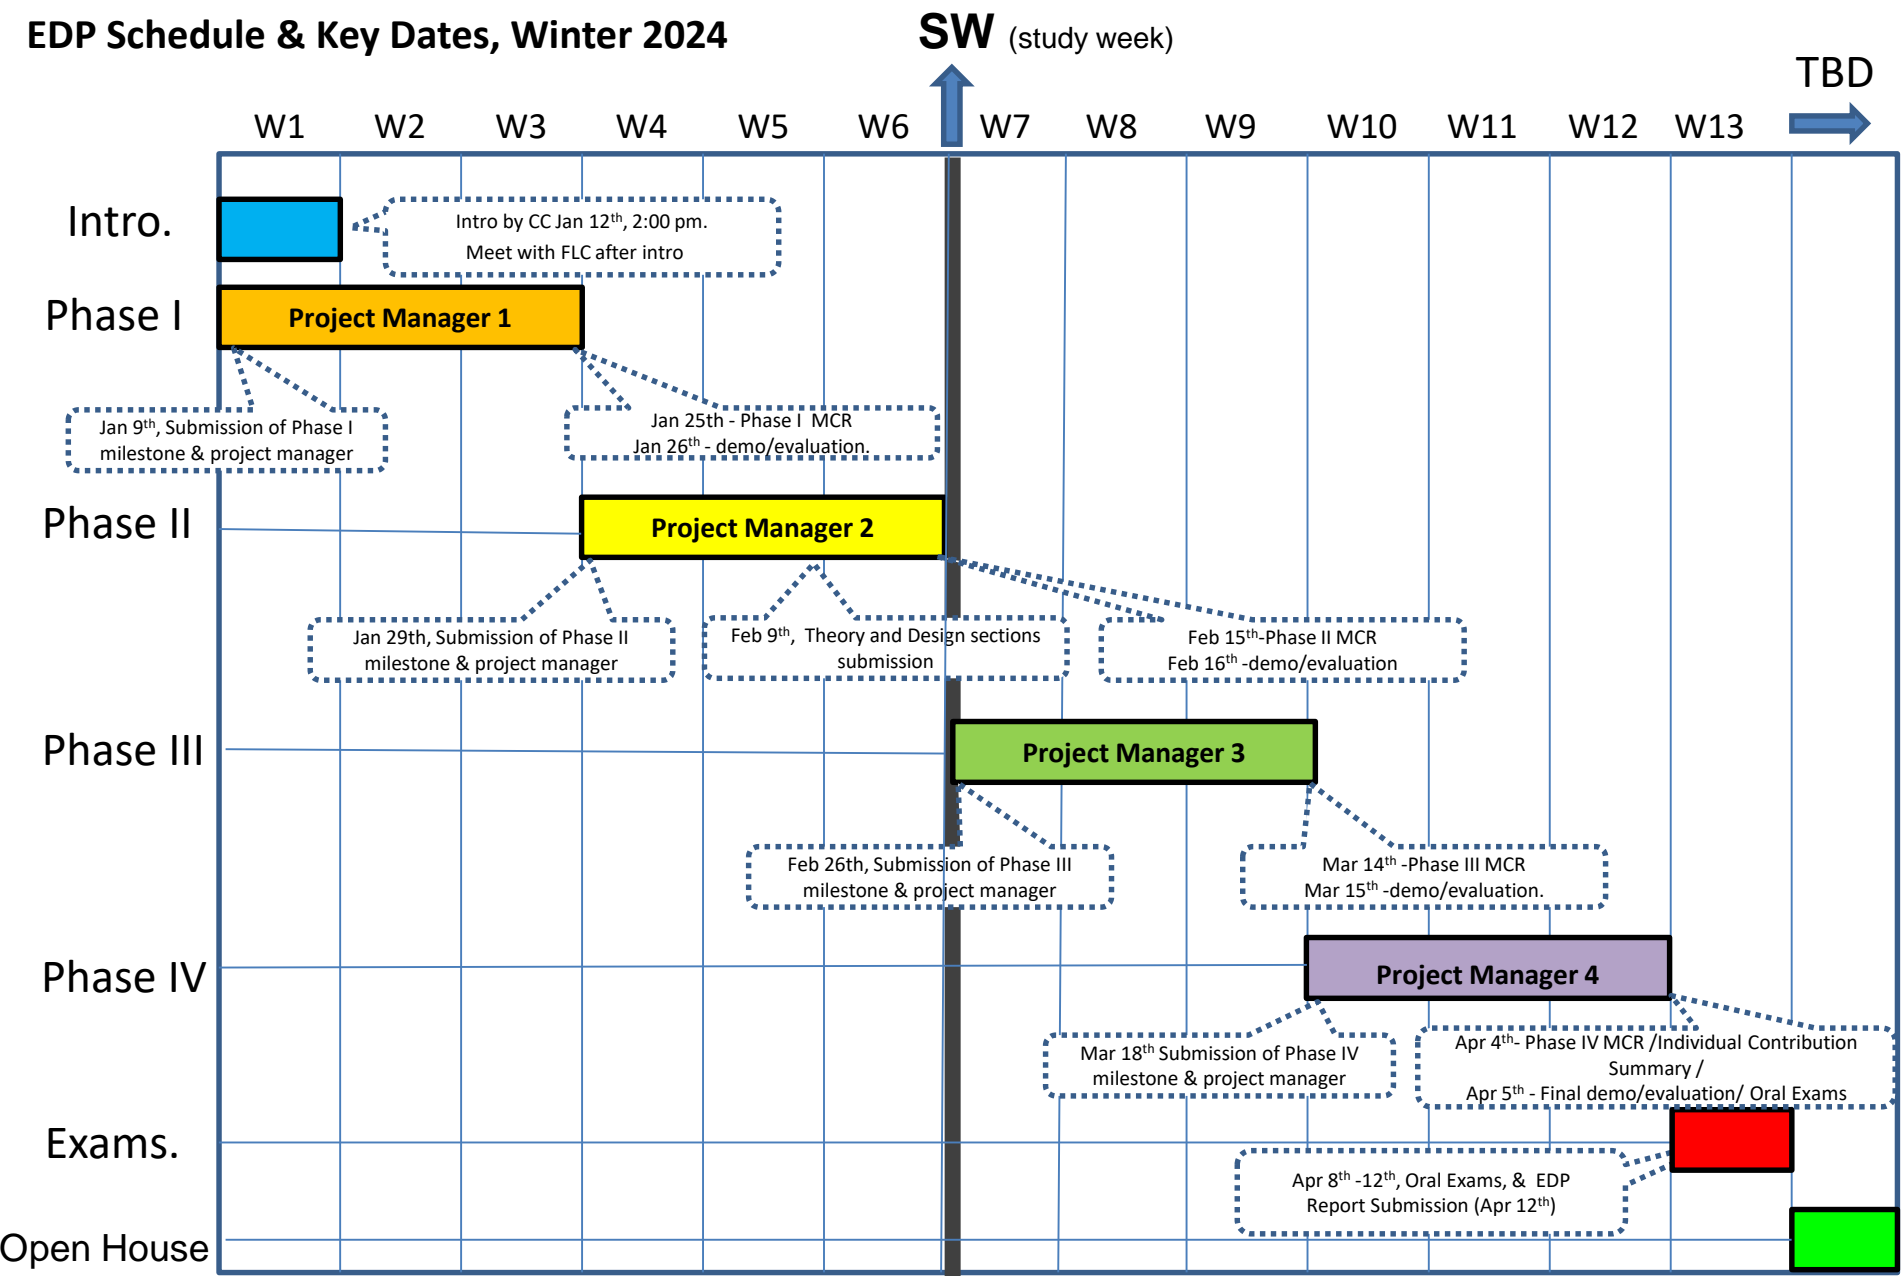 EDP Schedule & Key Dates, Winter 2024
SW (study week)
TBD
W1 W2 W3 W4 W5 W6 W7 W8 W9 W10 W11 W12 W13
Intro.
Intro by CC Jan 12th, 2:00 pm.
Meet with FLC after intro
Phase I
Project Manager 1
Jan 9th, Submission of Phase I
milestone & project manager
Jan 25th - Phase I  MCR
Jan 26th - demo/evaluation.
Phase II
Project Manager 2
Jan 29th, Submission of Phase II
milestone & project manager
Feb 9th,  Theory and Design sections
submission
Feb 15th-Phase II MCR
Feb 16th -demo/evaluation
Phase III
Project Manager 3
Feb 26th, Submission of Phase III
milestone & project manager
Mar 14th -Phase III MCR
Mar 15th -demo/evaluation.
Phase IV
Project Manager 4
Mar 18th Submission of Phase IV
milestone & project manager
Apr 4th- Phase IV MCR /Individual Contribution
Summary /
Apr 5th - Final demo/evaluation/ Oral Exams
Exams.
Apr 8th -12th, Oral Exams, &  EDP
Report Submission (Apr 12th)
Open House